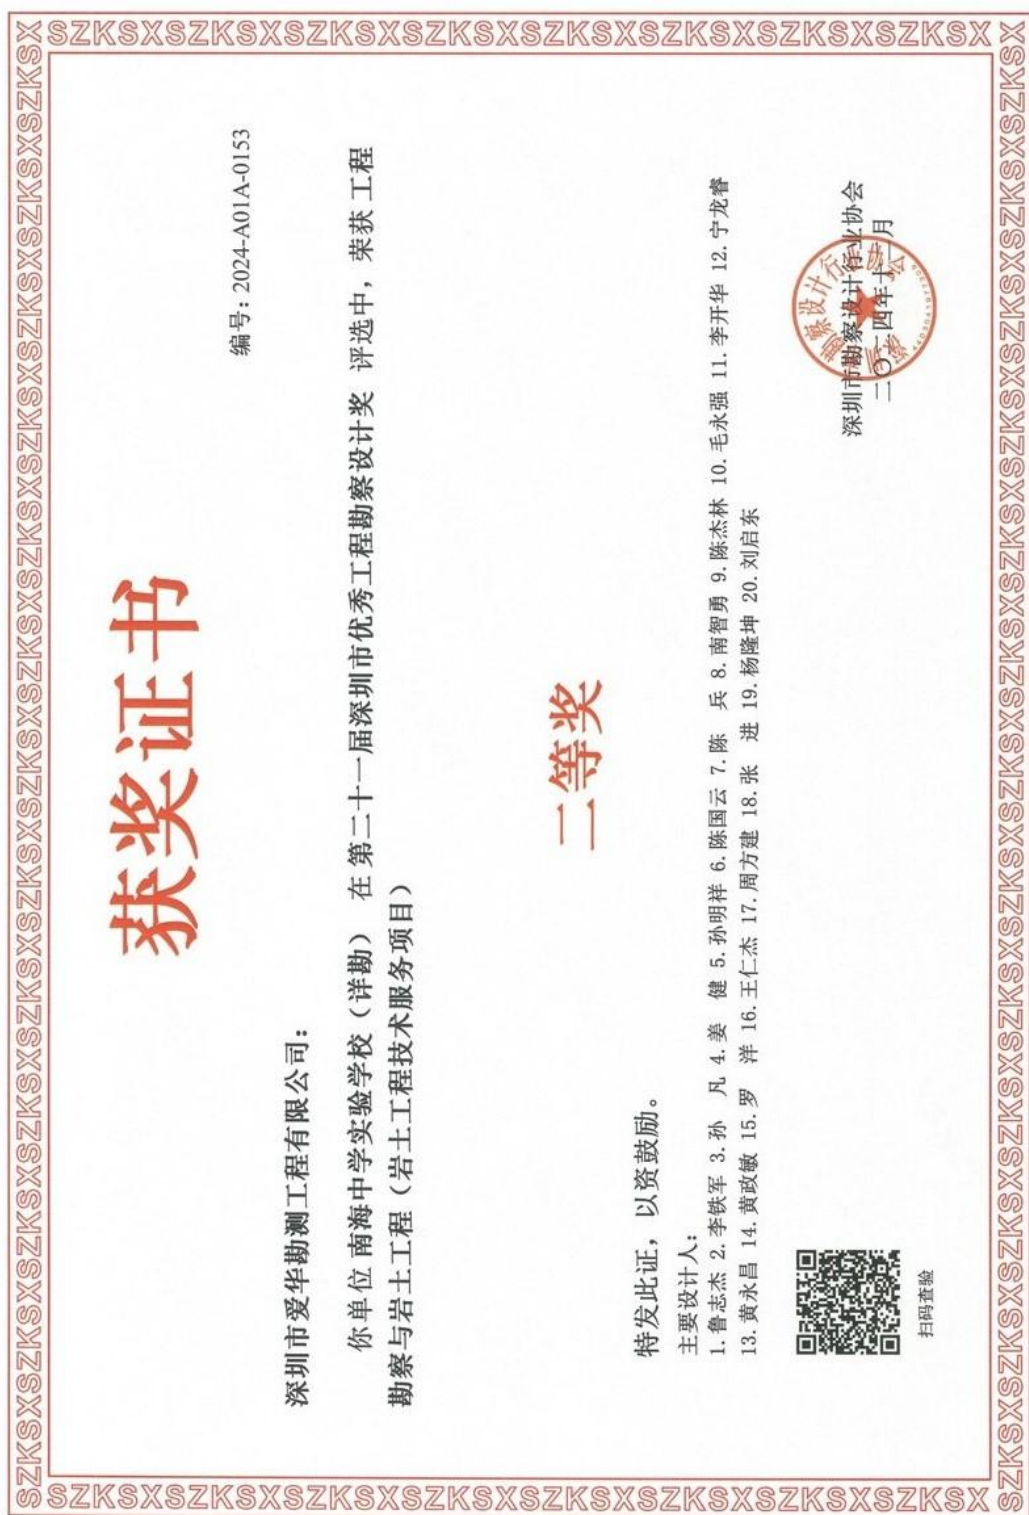 SZKSXSZKSXSZKSXSZKSXSZKSXSZKSXSZKSXSZKSX
获奖证书
编号：2024-A01A-0153
深圳市爱华勘测工程有限公司：
你单位 南海中学实验学校（详勘） 在 第二十一届深圳市优秀工程勘察设计奖 评选中，荣获 工程
勘察与岩土工程（岩土工程技术服务项目）
二等奖
特发此证，以资鼓励。
主要设计人：
1.鲁志杰 2.李铁军 3.孙 凡 4.姜 健 5.孙明祥 6.陈国云 7.陈 兵 8.南智勇 9.陈杰林 10.毛永强 11.李开华 12.宁龙睿
13.黄永昌 14.黄政敏 15.罗 洋 16.王仁杰 17.周方建 18.张 进 19.杨隆坤 20.刘启东
深圳市勘察设计行业协会
二〇二四年十一月
扫码查验